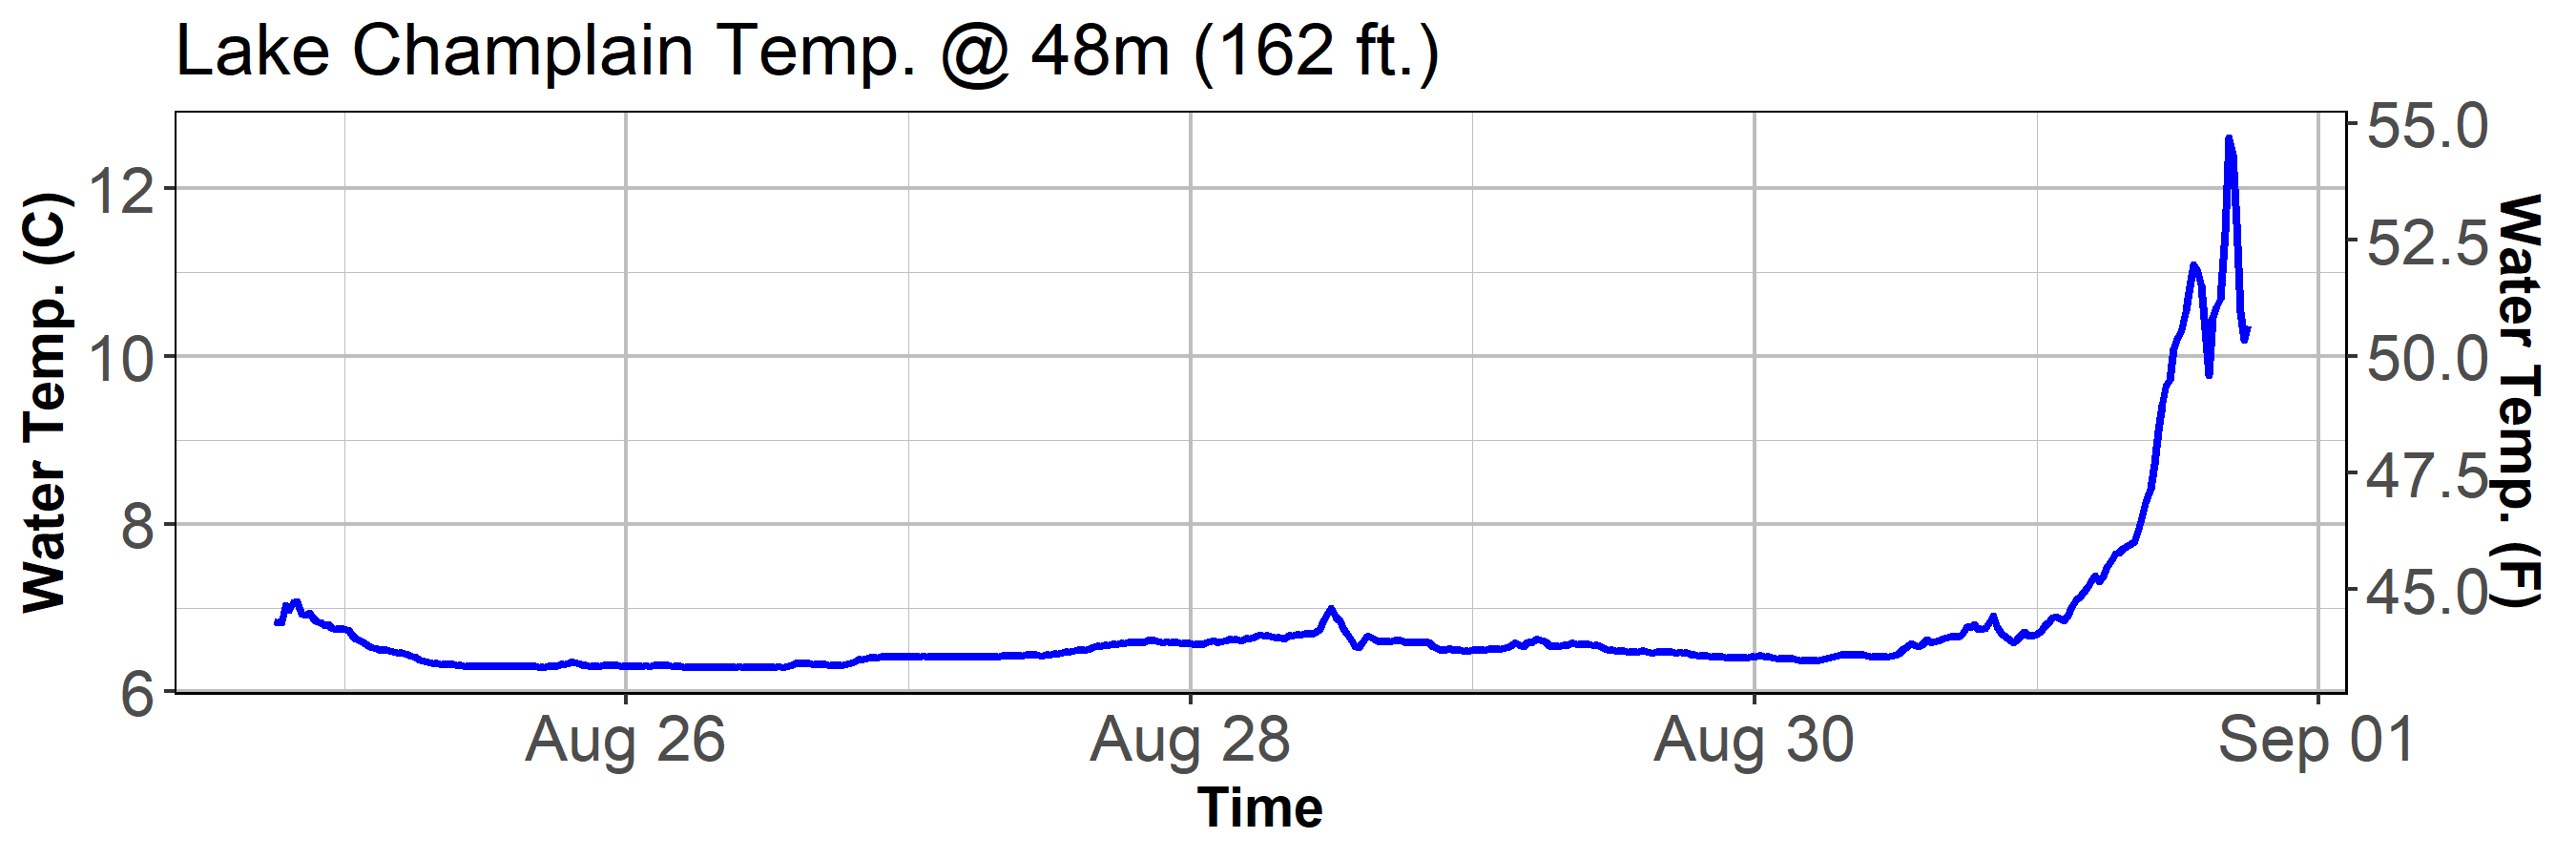 Lake Champlain Temp. @ 48m (162 ft.)
Water Temp. (C)
12
10
8
6
55.0
52.5
50.0
47.5
45.0
Water Temp. (F)
Aug 26
Aug 28
Aug 30
Sep 01
Time